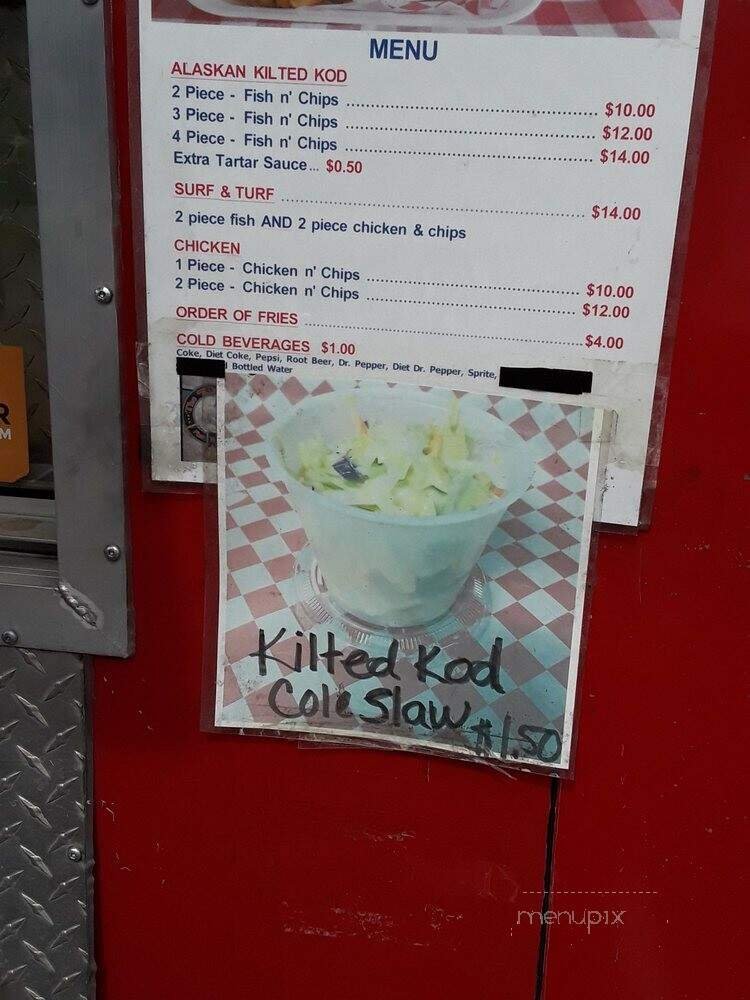 MENU
ALASKAN KILTED KOD
2 Piece - Fish n' Chips ........ $10.00
3 Piece - Fish n' Chips ........ $12.00
4 Piece - Fish n' Chips ........ $14.00
Extra Tartar Sauce... $0.50
SURF & TURF ........ $14.00
2 piece fish AND 2 piece chicken & chips
CHICKEN
1 Piece - Chicken n' Chips ........ $10.00
2 Piece - Chicken n' Chips ........ $12.00
ORDER OF FRIES ........ $4.00
COLD BEVERAGES $1.00
Coke, Diet Coke, Pepsi, Root Beer, Dr. Pepper, Diet Dr. Pepper, Sprite,
Bottled Water
R
M
Kilted Kod
Cole Slaw $1.50
menupix